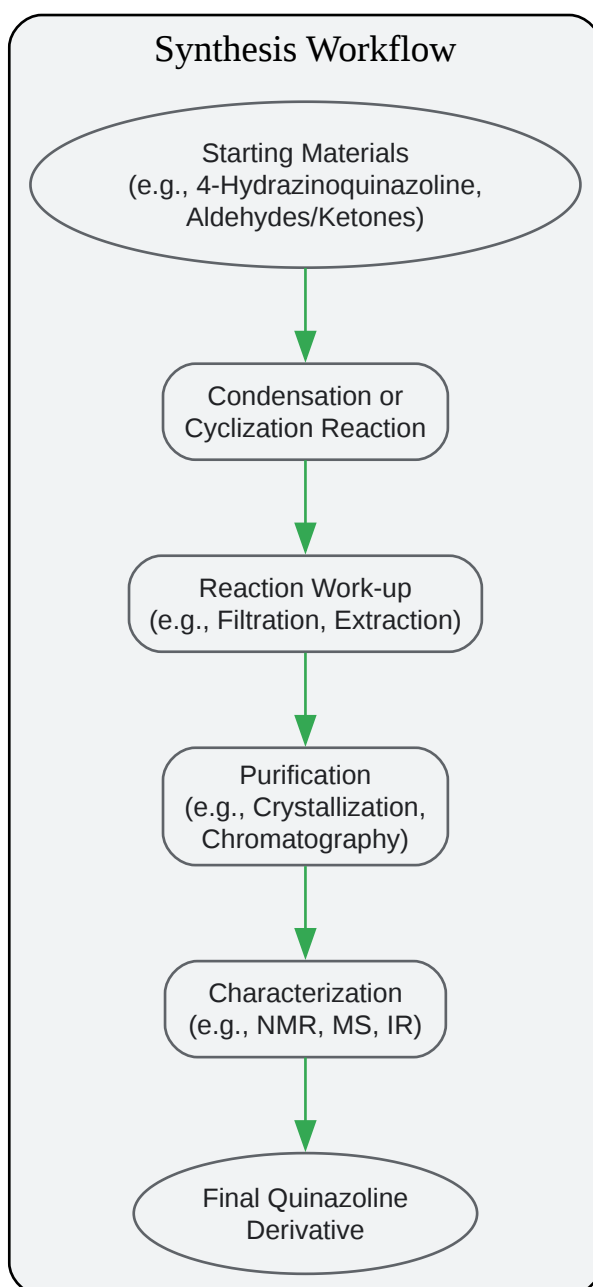 Synthesis Workflow
Starting Materials
(e.g., 4-Hydrazinoquinazoline,
Aldehydes/Ketones)
Condensation or
Cyclization Reaction
Reaction Work-up
(e.g., Filtration, Extraction)
Purification
(e.g., Crystallization,
Chromatography)
Characterization
(e.g., NMR, MS, IR)
Final Quinazoline
Derivative